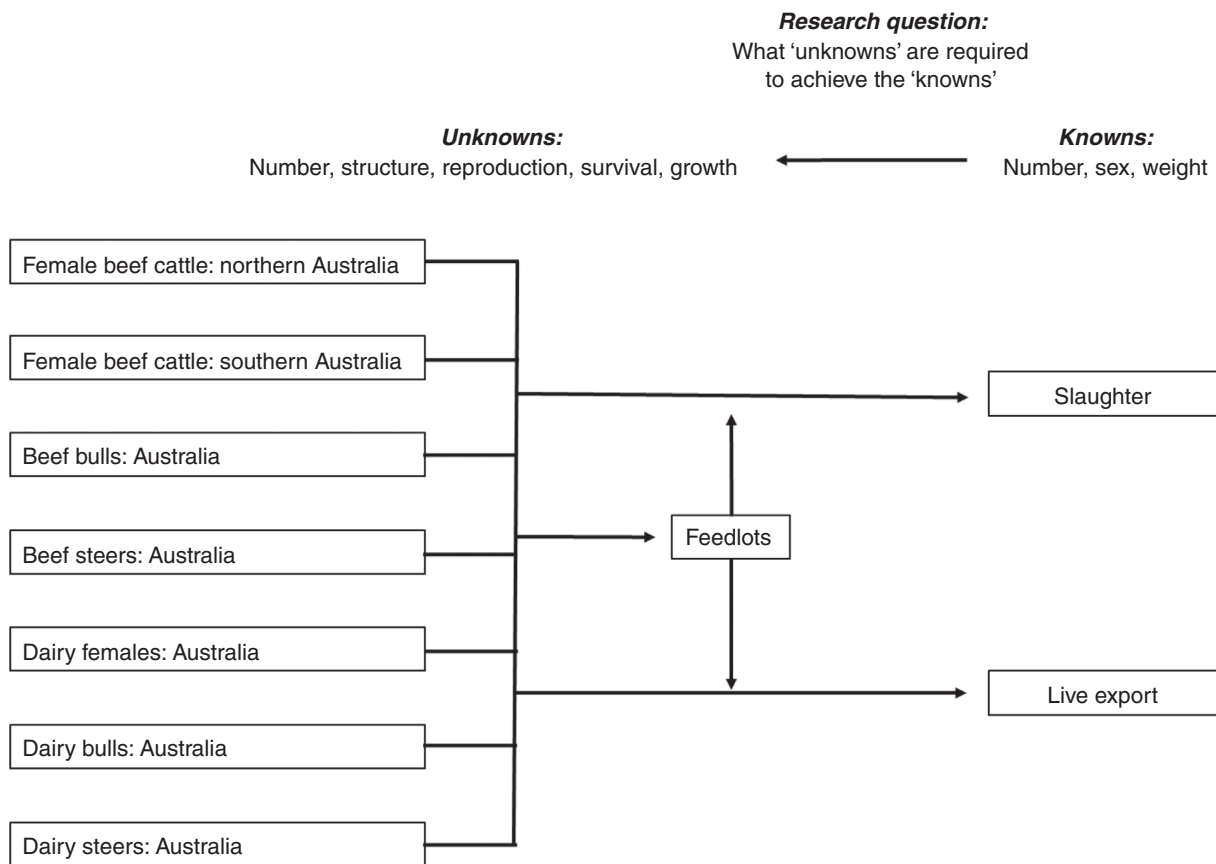 Research question:
What ‘unknowns’ are required
to achieve the ‘knowns’
Unknowns:
Number, structure, reproduction, survival, growth
Knowns:
Number, sex, weight
Female beef cattle: northern Australia
Female beef cattle: southern Australia
Beef bulls: Australia
Beef steers: Australia
Dairy females: Australia
Dairy bulls: Australia
Dairy steers: Australia
Feedlots
Slaughter
Live export